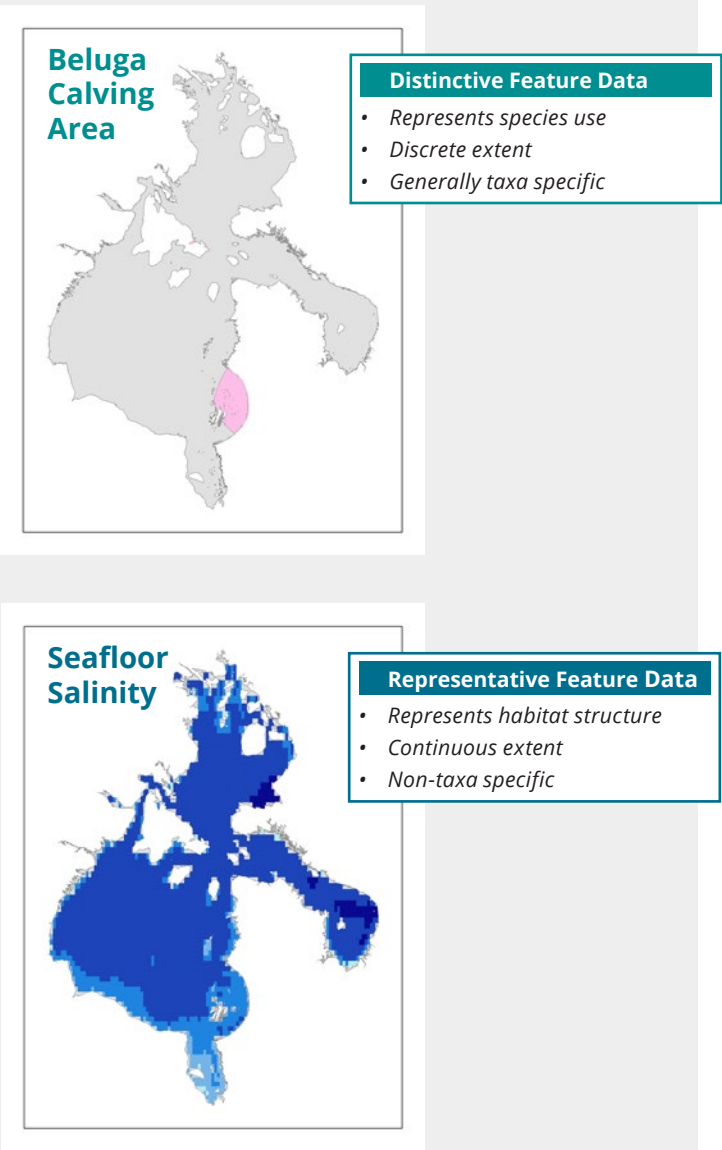 Beluga
Calving
Area
Distinctive Feature Data
• Represents species use
• Discrete extent
• Generally taxa specific
Seafloor
Salinity
Representative Feature Data
• Represents habitat structure
• Continuous extent
• Non-taxa specific